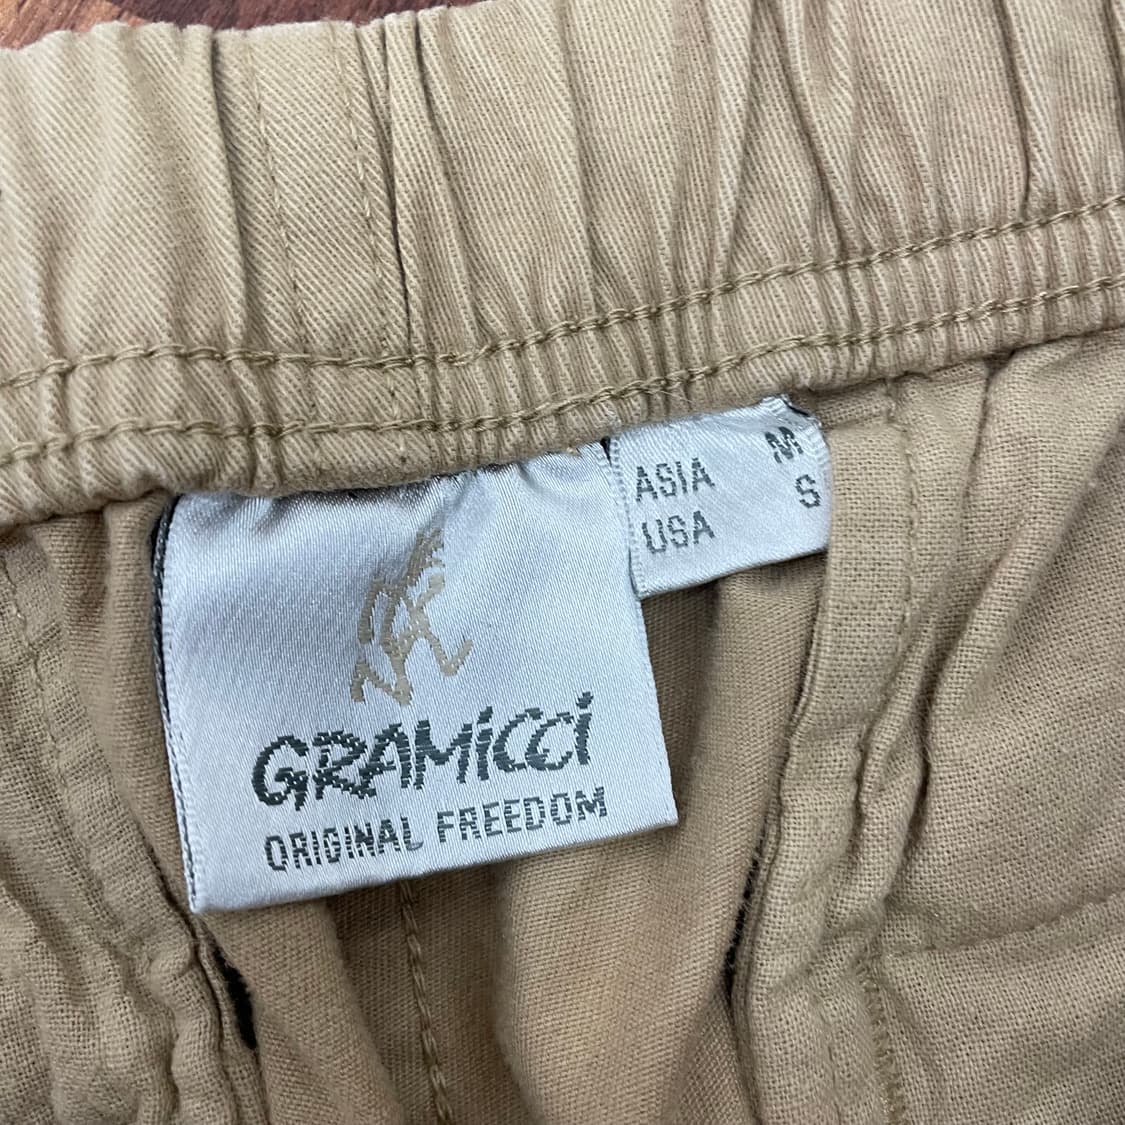 GRAMiCCi
ORIGINAL FREEDOM
ASIA M
USA S